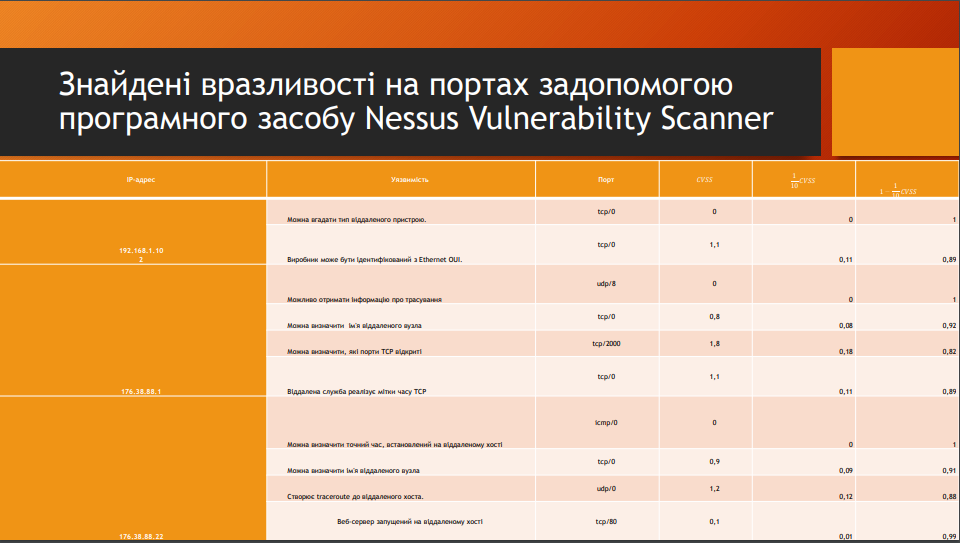 Знайдені вразливості на портах задопомогою
програмного засобу Nessus Vulnerability Scanner
IP-адрес Уязвимість Порт CVSS 1/10 CVSS 1 − 1/10 CVSS
192.168.1.10
2
Можна вгадати тип віддаленого пристрою. tcp/0 0 0 1
Виробник може бути ідентифікований з Ethernet OUI. tcp/0 1,1 0,11 0,89
176.38.88.1
Можливо отримати інформацію про трасування udp/8 0 0 1
Можна визначити ім'я віддаленого вузла tcp/0 0,8 0,08 0,92
Можна визначити, які порти TCP відкриті tcp/2000 1,8 0,18 0,82
Віддалена служба реалізує мітки часу TCP tcp/0 1,1 0,11 0,89
176.38.88.22
Можна визначити точний час, встановлений на віддаленому хості icmp/0 0 0 1
Можна визначити ім'я віддаленого вузла tcp/0 0,9 0,09 0,91
Створює traceroute до віддаленого хоста. udp/0 1,2 0,12 0,88
Веб-сервер запущений на віддаленому хості tcp/80 0,1 0,01 0,99